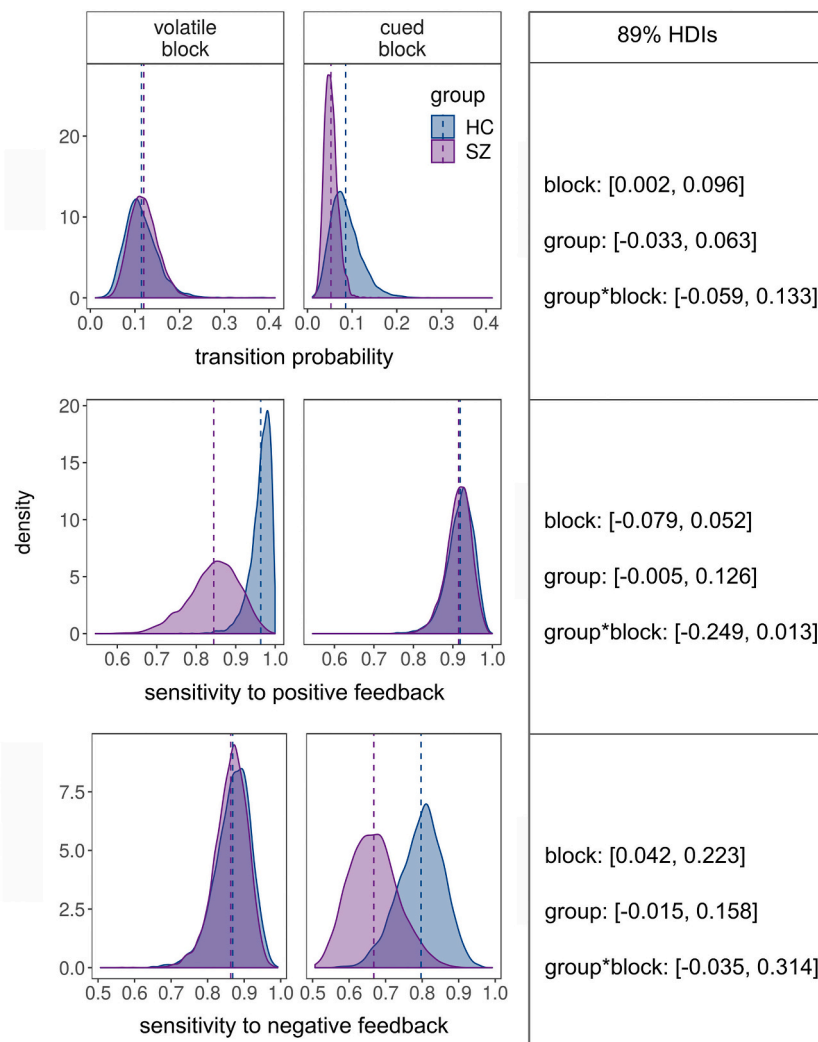 volatile block
cued block
89% HDIs
group
HC
SZ
20
10
0
0.0 0.1 0.2 0.3 0.4
0.0 0.1 0.2 0.3 0.4
transition probability
block: [0.002, 0.096]
group: [-0.033, 0.063]
group*block: [-0.059, 0.133]
density
20
15
10
5
0
0.6 0.7 0.8 0.9 1.0
0.6 0.7 0.8 0.9 1.0
sensitivity to positive feedback
block: [-0.079, 0.052]
group: [-0.005, 0.126]
group*block: [-0.249, 0.013]
7.5
5.0
2.5
0.0
0.5 0.6 0.7 0.8 0.9 1.0
0.5 0.6 0.7 0.8 0.9 1.0
sensitivity to negative feedback
block: [0.042, 0.223]
group: [-0.015, 0.158]
group*block: [-0.035, 0.314]